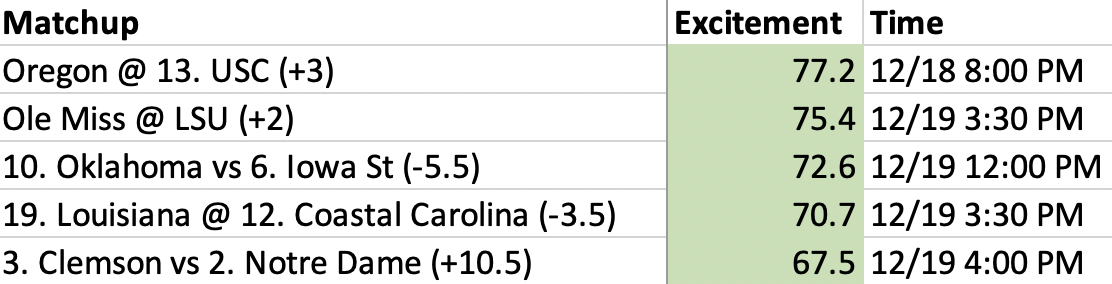 Matchup Excitement Time
Oregon @ 13. USC (+3) 77.2 12/18 8:00 PM
Ole Miss @ LSU (+2) 75.4 12/19 3:30 PM
10. Oklahoma vs 6. Iowa St (-5.5) 72.6 12/19 12:00 PM
19. Louisiana @ 12. Coastal Carolina (-3.5) 70.7 12/19 3:30 PM
3. Clemson vs 2. Notre Dame (+10.5) 67.5 12/19 4:00 PM